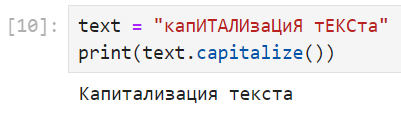 [10]: text = "капИТАЛИзаЦиЯ тЕКСта"
print(text.capitalize())
Капитализация текста